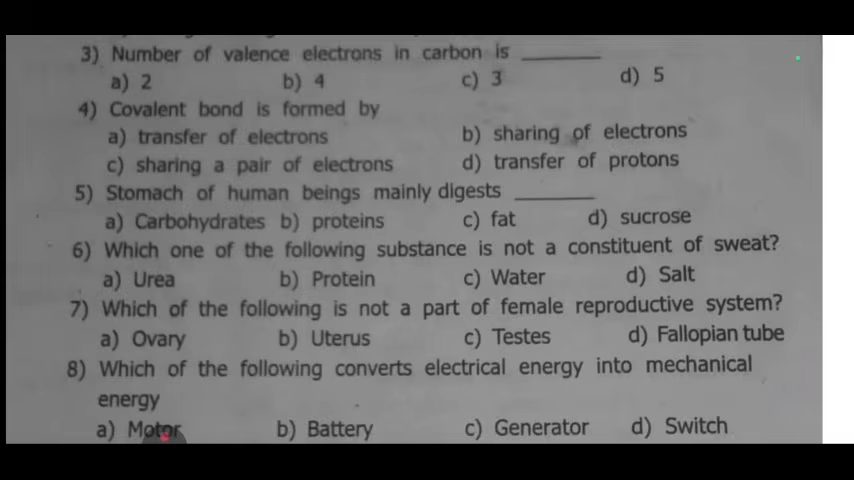 3) Number of valence electrons in carbon is ________
a) 2 b) 4 c) 3 d) 5
4) Covalent bond is formed by
a) transfer of electrons b) sharing of electrons
c) sharing a pair of electrons d) transfer of protons
5) Stomach of human beings mainly digests ________
a) Carbohydrates b) proteins c) fat d) sucrose
6) Which one of the following substance is not a constituent of sweat?
a) Urea b) Protein c) Water d) Salt
7) Which of the following is not a part of female reproductive system?
a) Ovary b) Uterus c) Testes d) Fallopian tube
8) Which of the following converts electrical energy into mechanical
energy
a) Motor b) Battery c) Generator d) Switch